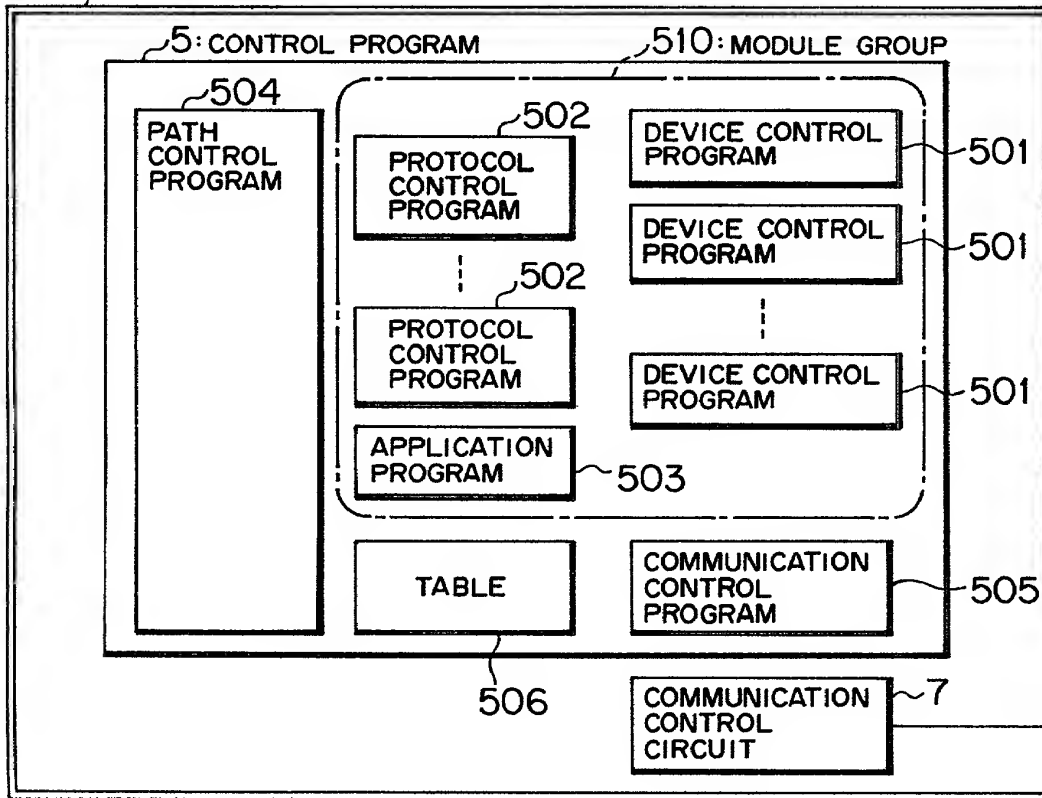 5: CONTROL PROGRAM
510: MODULE GROUP
504
PATH
CONTROL
PROGRAM
502
PROTOCOL
CONTROL
PROGRAM
502
PROTOCOL
CONTROL
PROGRAM
APPLICATION
PROGRAM
503
DEVICE CONTROL
PROGRAM
501
DEVICE CONTROL
PROGRAM
501
DEVICE CONTROL
PROGRAM
501
TABLE
506
COMMUNICATION
CONTROL
PROGRAM
505
COMMUNICATION
CONTROL
CIRCUIT
7